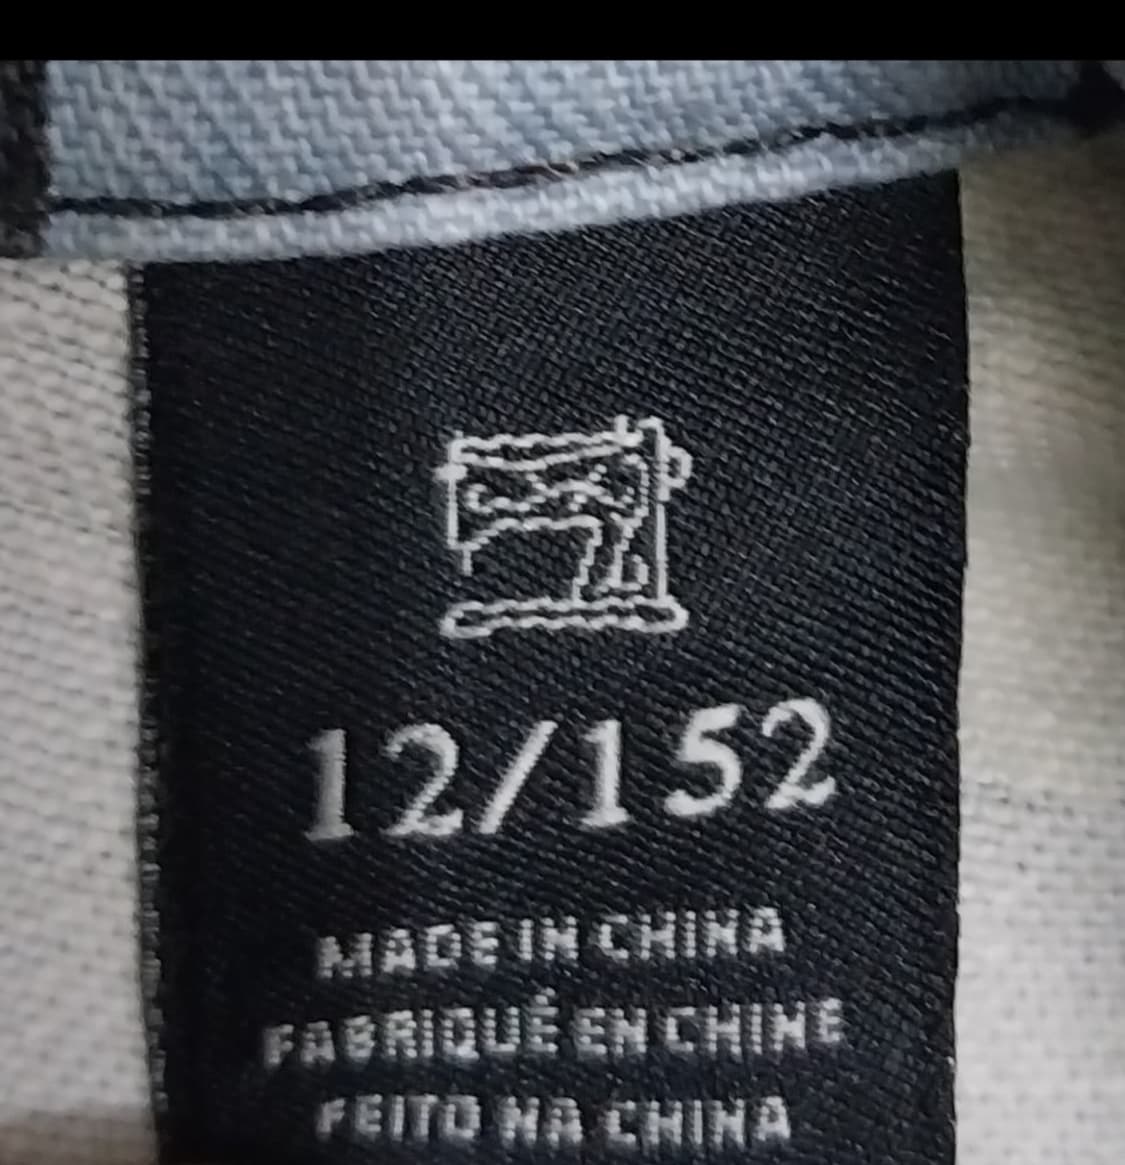 12/152
MADE IN CHINA
FABRIQUÉ EN CHINE
FEITO NA CHINA